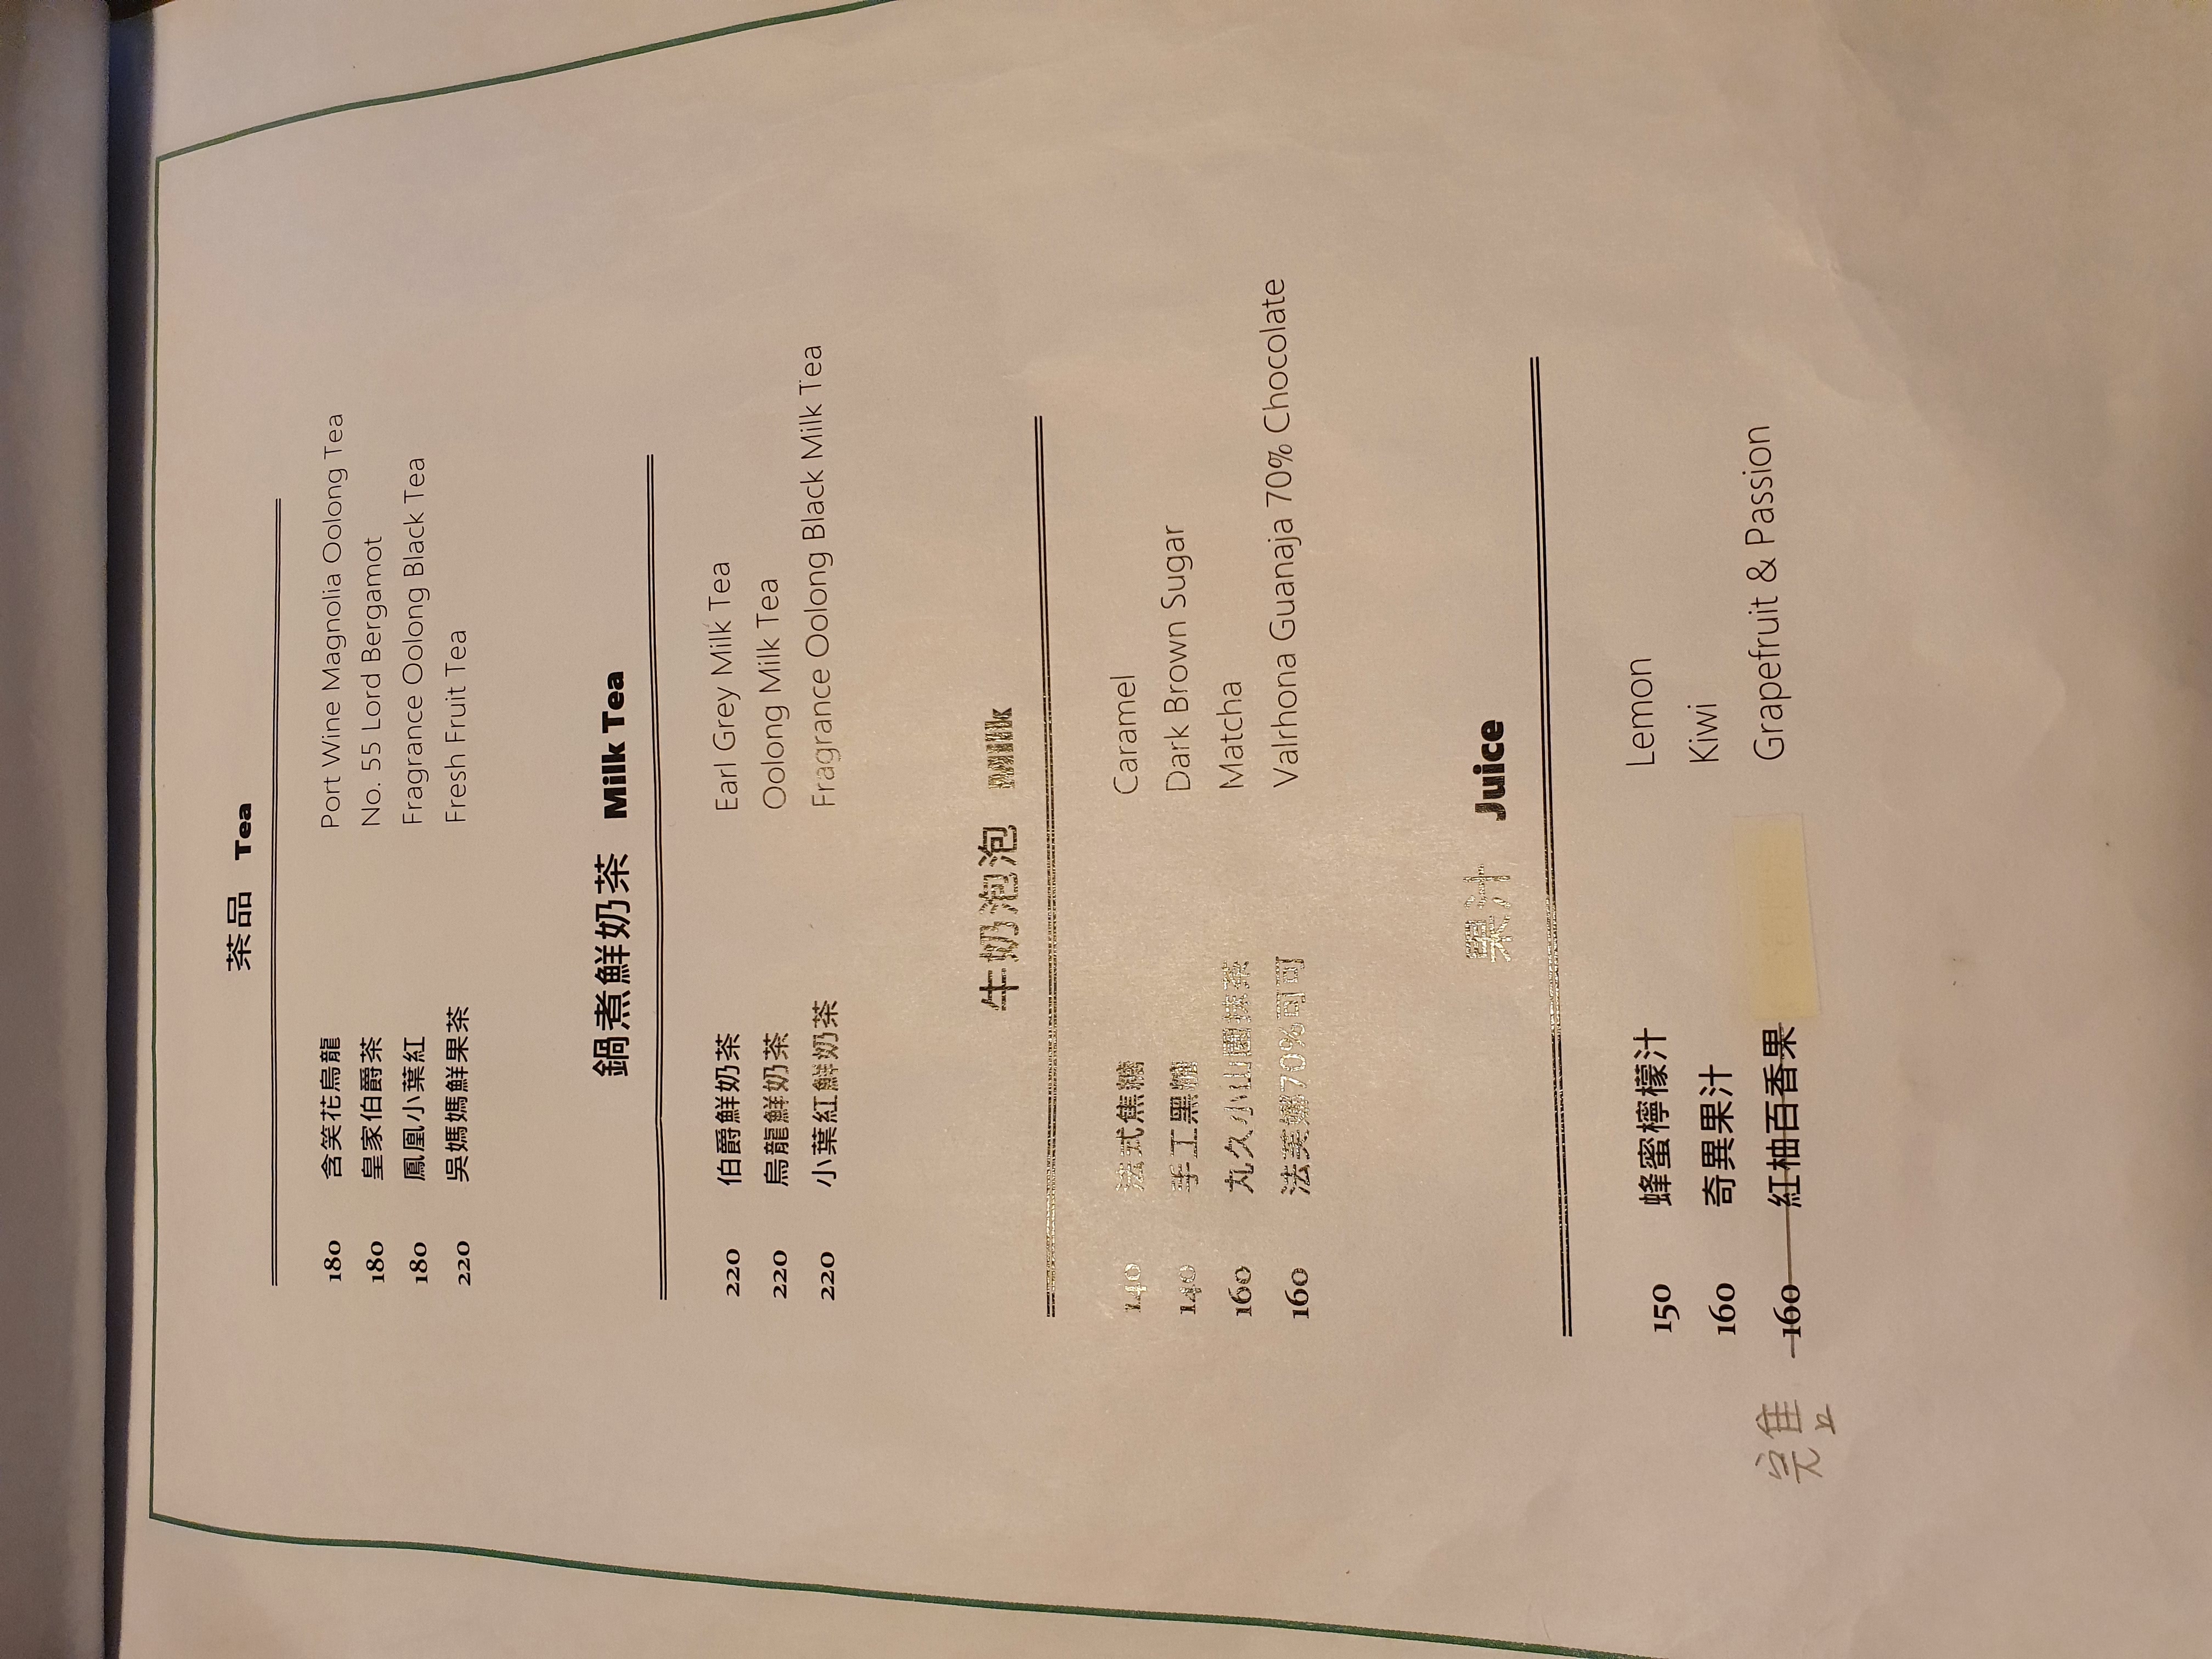 茶品 Tea
180 含笑花烏龍 Port Wine Magnolia Oolong Tea
180 皇家伯爵茶 No. 55 Lord Bergamot
180 鳳凰小葉紅 Fragrance Oolong Black Tea
220 吳媽媽鮮果茶 Fresh Fruit Tea
鍋煮鮮奶茶 Milk Tea
220 伯爵鮮奶茶 Earl Grey Milk Tea
220 烏龍鮮奶茶 Oolong Milk Tea
220 小葉紅鮮奶茶 Fragrance Oolong Black Milk Tea
牛奶泡泡 Milk
140 法式焦糖 Caramel
140 手工黑糖 Dark Brown Sugar
160 丸久小山園抹茶 Matcha
160 法芙娜70%可可 Valrhona Guanaja 70% Chocolate
果汁 Juice
150 蜂蜜檸檬汁 Lemon
160 奇異果汁 Kiwi
完售 160 紅柚百香果 Grapefruit & Passion